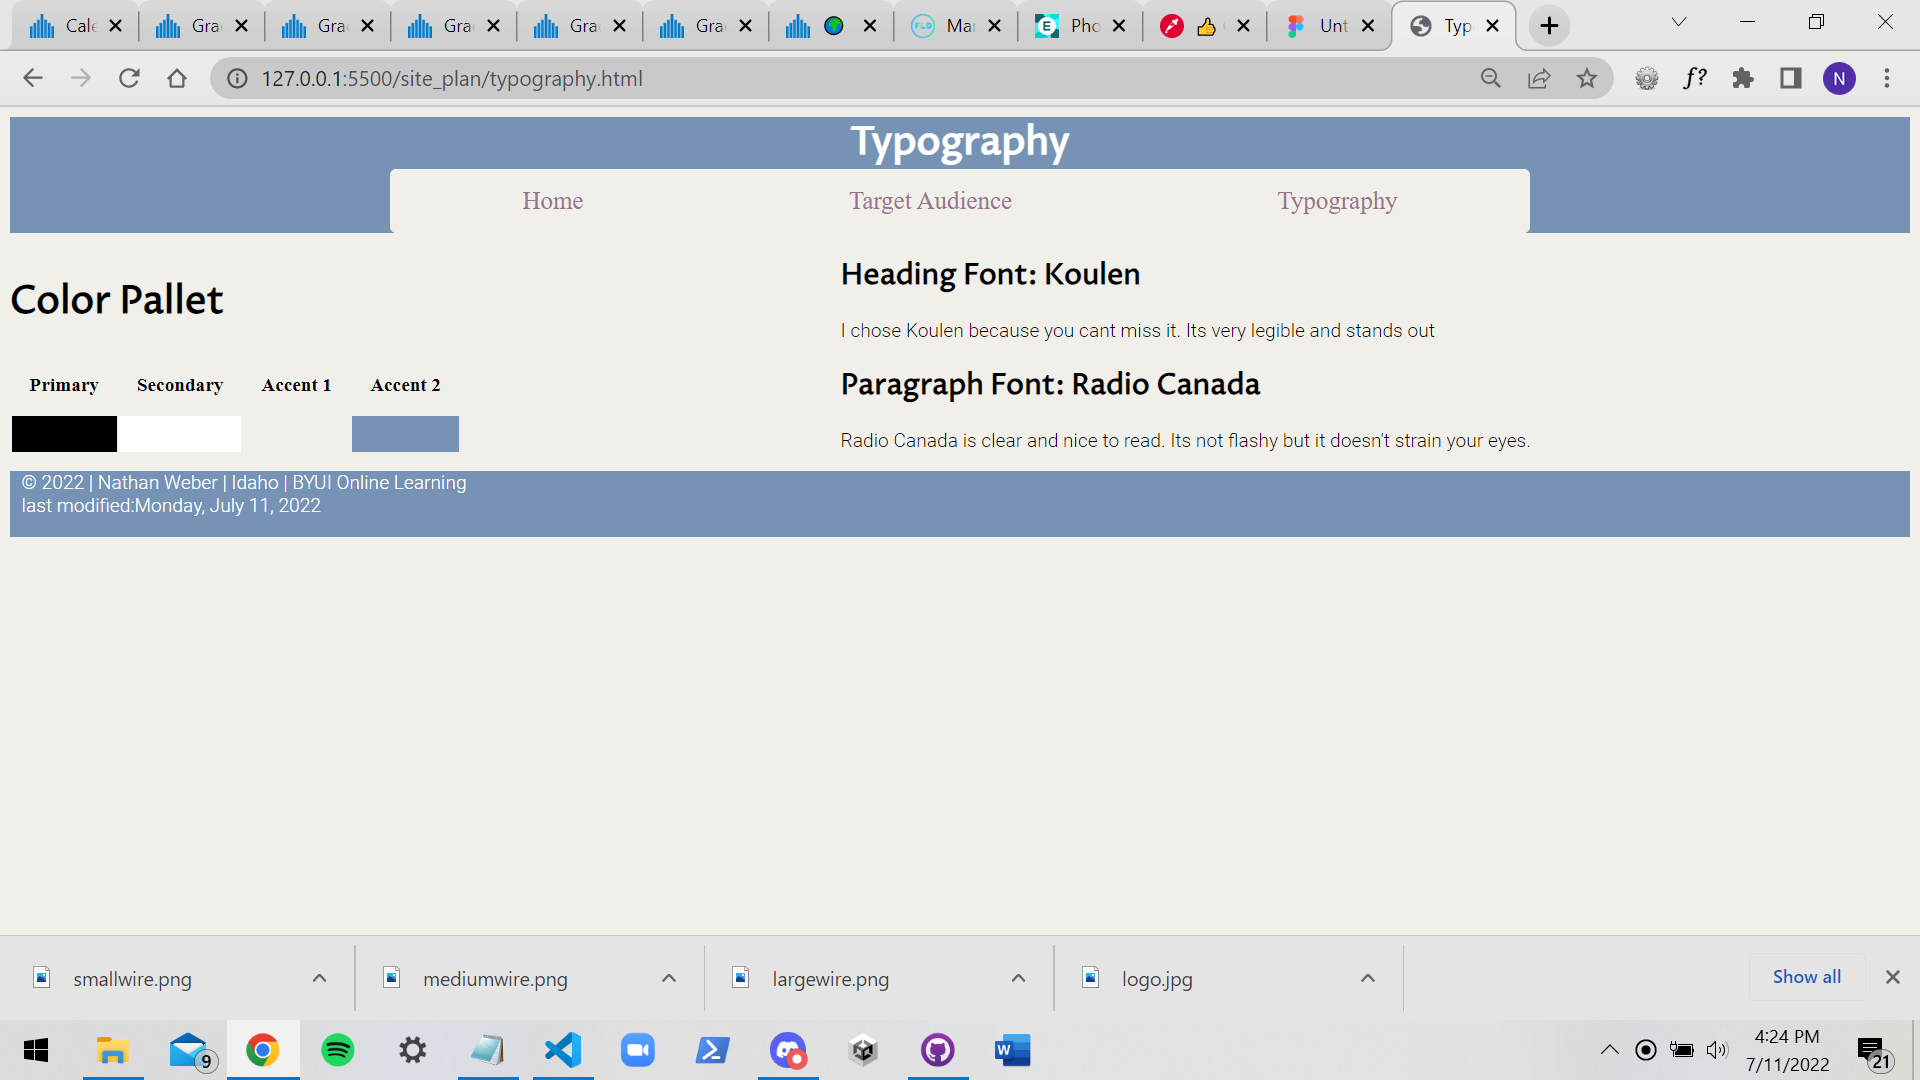 Cale
Gra
Gra
Gra
Gra
Gra
Mar
Pho
Unt
Typ
127.0.0.1:5500/site_plan/typography.html
f?
N
Typography
Home Target Audience Typography
Color Pallet
Primary Secondary Accent 1 Accent 2
Heading Font: Koulen
I chose Koulen because you cant miss it. Its very legible and stands out
Paragraph Font: Radio Canada
Radio Canada is clear and nice to read. Its not flashy but it doesn't strain your eyes.
© 2022 | Nathan Weber | Idaho | BYUI Online Learning
last modified:Monday, July 11, 2022
smallwire.png
mediumwire.png
largewire.png
logo.jpg
Show all
9
4:24 PM
7/11/2022
21